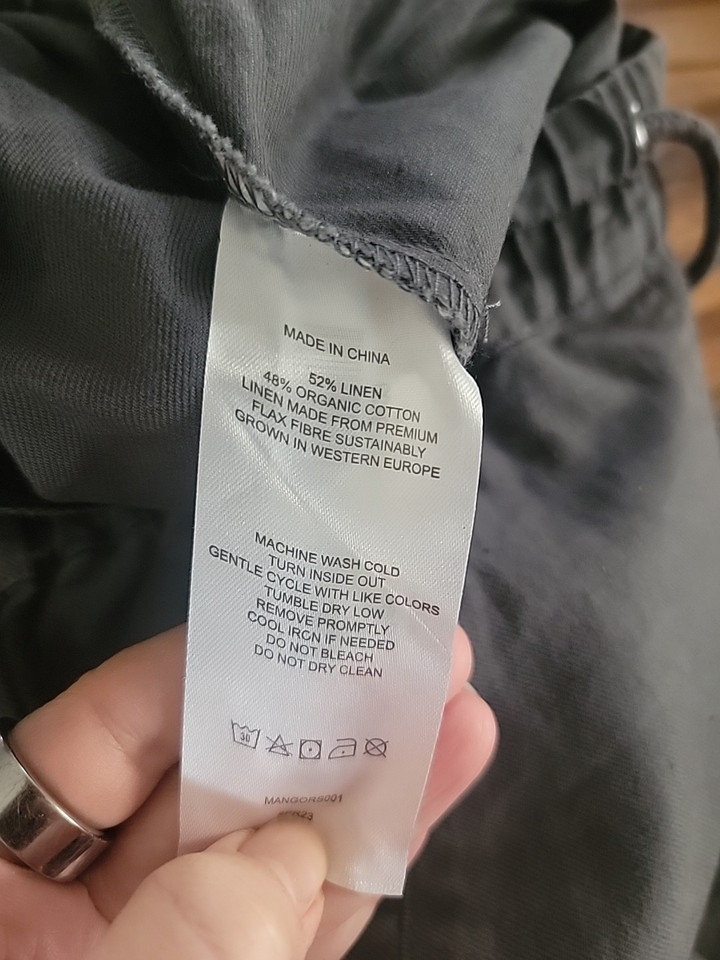 MADE IN CHINA
52% LINEN
48% ORGANIC COTTON
LINEN MADE FROM PREMIUM
FLAX FIBRE SUSTAINABLY
GROWN IN WESTERN EUROPE
MACHINE WASH COLD
TURN INSIDE OUT
GENTLE CYCLE WITH LIKE COLORS
TUMBLE DRY LOW
REMOVE PROMPTLY
COOL IRON IF NEEDED
DO NOT BLEACH
DO NOT DRY CLEAN
30
MANGORS001